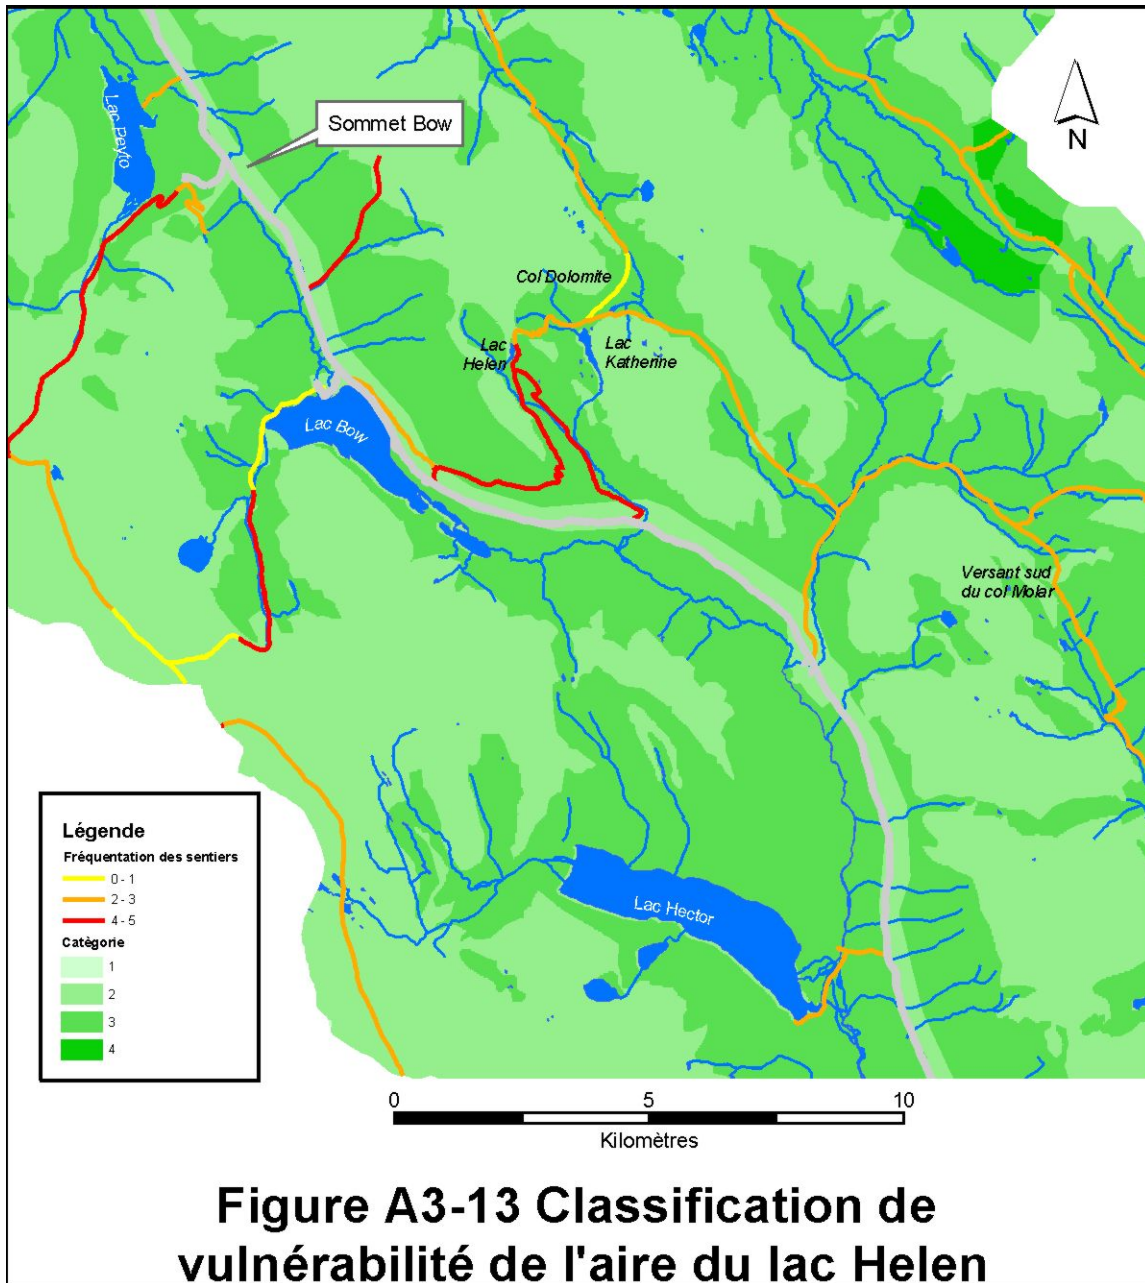 Lac Peyto
Sommet Bow
N
Col Dolomite
Lac
Helen
Lac
Katherine
Lac Bow
Versant sud
du col Molar
Légende
Fréquentation des sentiers
0 - 1
2 - 3
4 - 5
Catègorie
1
2
3
4
Lac Hector
0
5
10
Kilomètres
Figure A3-13 Classification de
vulnérabilité de l'aire du lac Helen